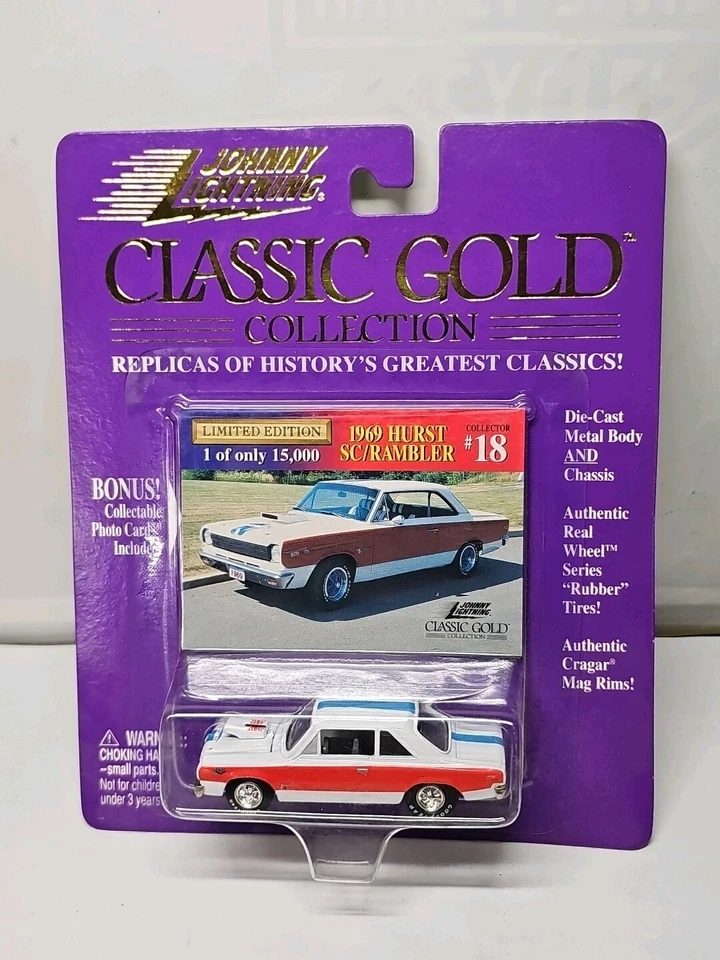 JOHNNY
LIGHTNING®
CLASSIC GOLD™
COLLECTION
REPLICAS OF HISTORY'S GREATEST CLASSICS!
LIMITED EDITION
1 of only 15,000
1969 HURST
SC/RAMBLER
COLLECTOR
#18
BONUS!
Collectable
Photo Card
Include
Die-Cast
Metal Body
AND
Chassis
Authentic
Real
Wheel™
Series
"Rubber"
Tires!
Authentic
Cragar®
Mag Rims!
1969
JOHNNY
LIGHTNING
CLASSIC GOLD
COLLECTION
WARN
CHOKING HA
–small parts.
Not for childre
under 3 years